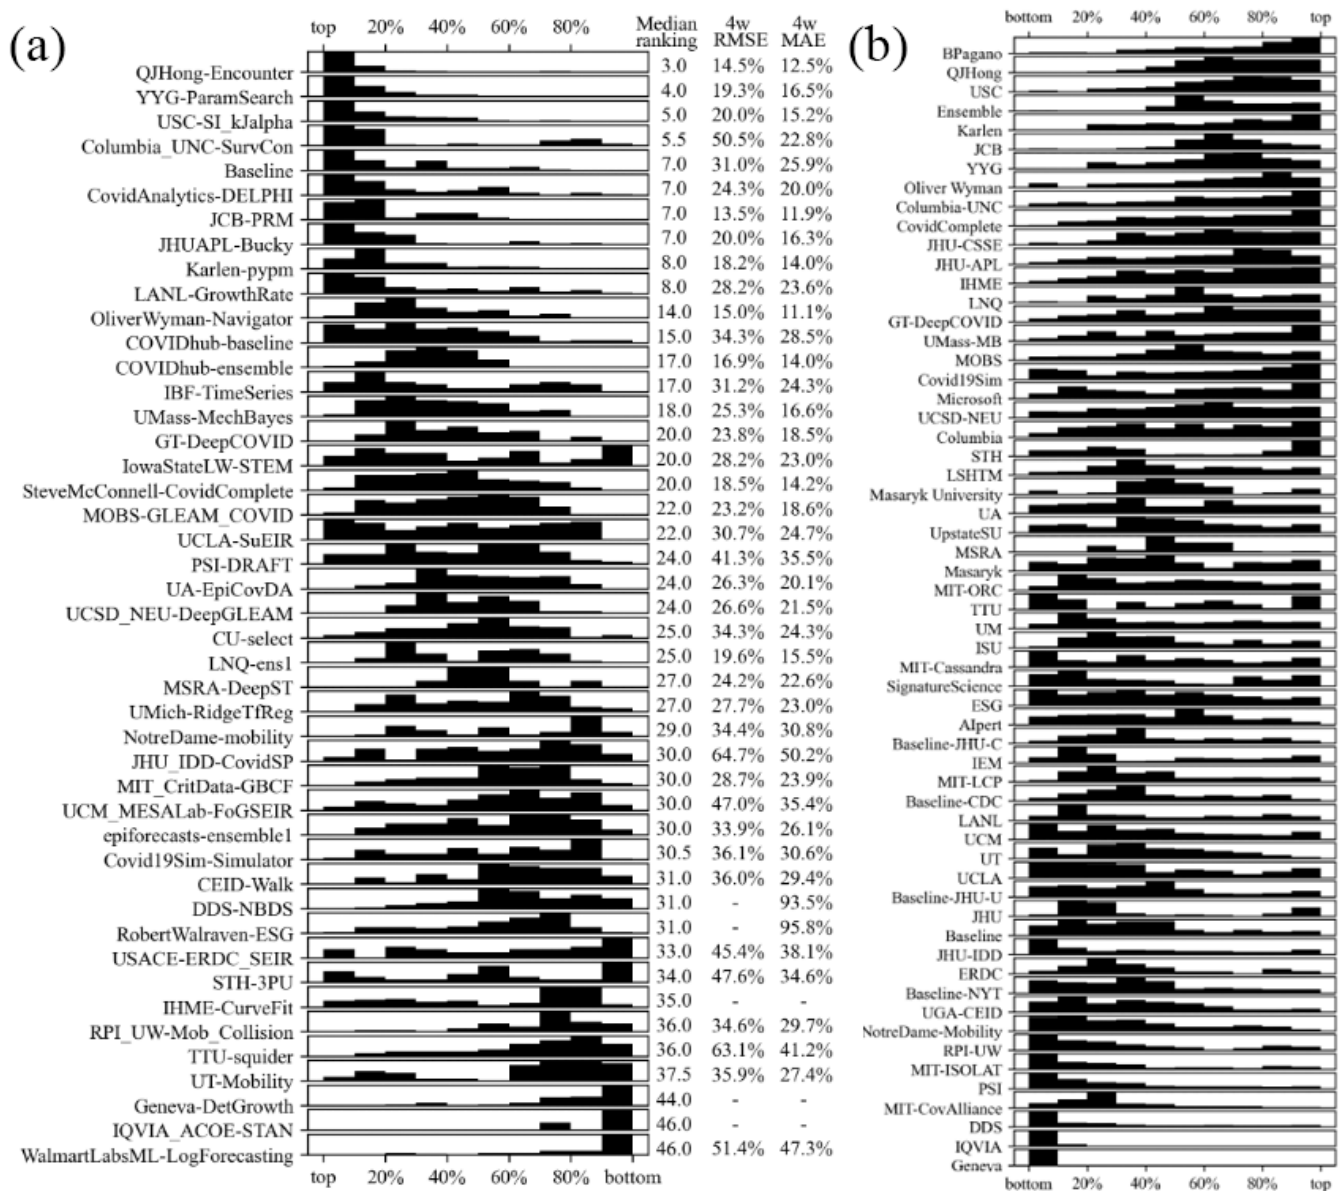 (a)
top 20% 40% 60% 80% Median ranking 4w RMSE 4w MAE
QJHong-Encounter 3.0 14.5% 12.5%
YYG-ParamSearch 4.0 19.3% 16.5%
USC-SI_kJalpha 5.0 20.0% 15.2%
Columbia_UNC-SurvCon 5.5 50.5% 22.8%
Baseline 7.0 31.0% 25.9%
CovidAnalytics-DELPHI 7.0 24.3% 20.0%
JCB-PRM 7.0 13.5% 11.9%
JHUAPL-Bucky 7.0 20.0% 16.3%
Karlen-pypm 8.0 18.2% 14.0%
LANL-GrowthRate 8.0 28.2% 23.6%
OliverWyman-Navigator 14.0 15.0% 11.1%
COVIDhub-baseline 15.0 34.3% 28.5%
COVIDhub-ensemble 17.0 16.9% 14.0%
IBF-TimeSeries 17.0 31.2% 24.3%
UMass-MechBayes 18.0 25.3% 16.6%
GT-DeepCOVID 20.0 23.8% 18.5%
IowaStateLW-STEM 20.0 28.2% 23.0%
SteveMcConnell-CovidComplete 20.0 18.5% 14.2%
MOBS-GLEAM_COVID 22.0 23.2% 18.6%
UCLA-SuEIR 22.0 30.7% 24.7%
PSI-DRAFT 24.0 41.3% 35.5%
UA-EpiCovDA 24.0 26.3% 20.1%
UCSD_NEU-DeepGLEAM 24.0 26.6% 21.5%
CU-select 25.0 34.3% 24.3%
LNQ-ens1 25.0 19.6% 15.5%
MSRA-DeepST 27.0 24.2% 22.6%
UMich-RidgeTfReg 27.0 27.7% 23.0%
NotreDame-mobility 29.0 34.4% 30.8%
JHU_IDD-CovidSP 30.0 64.7% 50.2%
MIT_CritData-GBCF 30.0 28.7% 23.9%
UCM_MESALab-FoGSEIR 30.0 47.0% 35.4%
epiforecasts-ensemble1 30.0 33.9% 26.1%
Covid19Sim-Simulator 30.5 36.1% 30.6%
CEID-Walk 31.0 36.0% 29.4%
DDS-NBDS 31.0 - 93.5%
RobertWalraven-ESG 31.0 - 95.8%
USACE-ERDC_SEIR 33.0 45.4% 38.1%
STH-3PU 34.0 47.6% 34.6%
IHME-CurveFit 35.0 - -
RPI_UW-Mob_Collision 36.0 34.6% 29.7%
TTU-squider 36.0 63.1% 41.2%
UT-Mobility 37.5 35.9% 27.4%
Geneva-DetGrowth 44.0 - -
IQVIA_ACOE-STAN 46.0 - -
WalmartLabsML-LogForecasting 46.0 51.4% 47.3%
top 20% 40% 60% 80% bottom
(b)
bottom 20% 40% 60% 80% top
BPagano
QJHong
USC
Ensemble
Karlen
JCB
YYG
Oliver Wyman
Columbia-UNC
CovidComplete
JHU-CSSE
JHU-APL
IHME
LNQ
GT-DeepCOVID
UMass-MB
MOBS
Covid19Sim
Microsoft
UCSD-NEU
Columbia
STH
LSHTM
Masaryk University
UA
UpstateSU
MSRA
Masaryk
MIT-ORC
TTU
UM
ISU
MIT-Cassandra
SignatureScience
ESG
Alpert
Baseline-JHU-C
IEM
MIT-LCP
Baseline-CDC
LANL
UCM
UT
UCLA
Baseline-JHU-U
JHU
Baseline
JHU-IDD
ERDC
Baseline-NYT
UGA-CEID
NotreDame-Mobility
RPI-UW
MIT-ISOLAT
PSI
MIT-CovAlliance
DDS
IQVIA
Geneva
bottom 20% 40% 60% 80% top